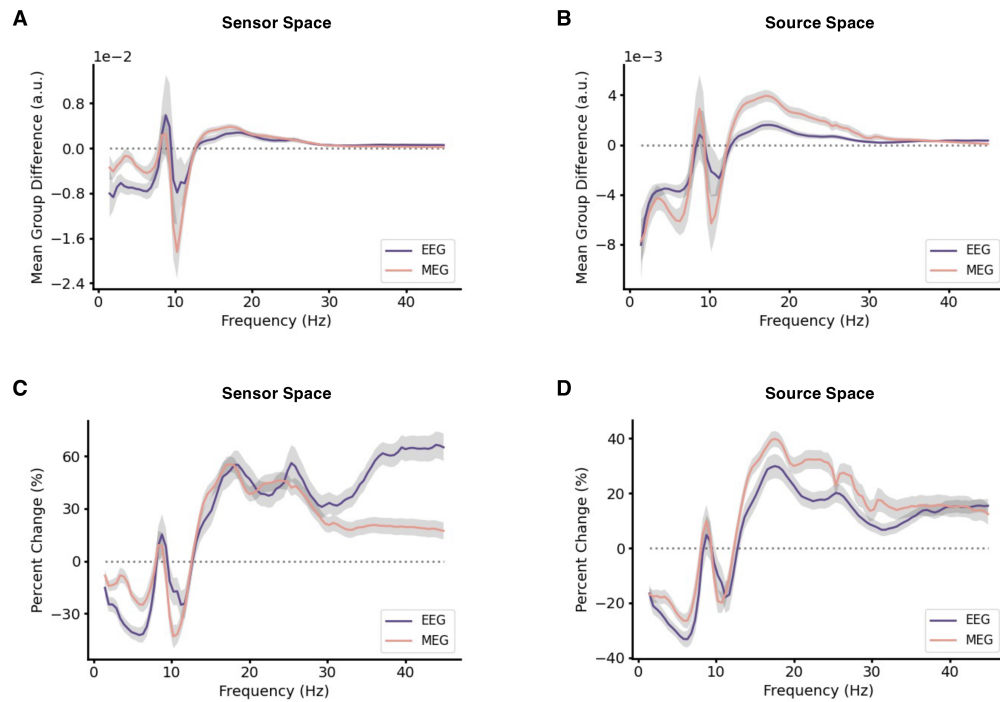 A
Sensor Space
1e−2
Mean Group Difference (a.u.)
0.8
0.0
−0.8
−1.6
−2.4
EEG
MEG
0 10 20 30 40
Frequency (Hz)
B
Source Space
1e−3
Mean Group Difference (a.u.)
4
0
−4
−8
EEG
MEG
0 10 20 30 40
Frequency (Hz)
C
Sensor Space
Percent Change (%)
60
30
0
−30
EEG
MEG
0 10 20 30 40
Frequency (Hz)
D
Source Space
Percent Change (%)
40
20
0
−20
−40
EEG
MEG
0 10 20 30 40
Frequency (Hz)